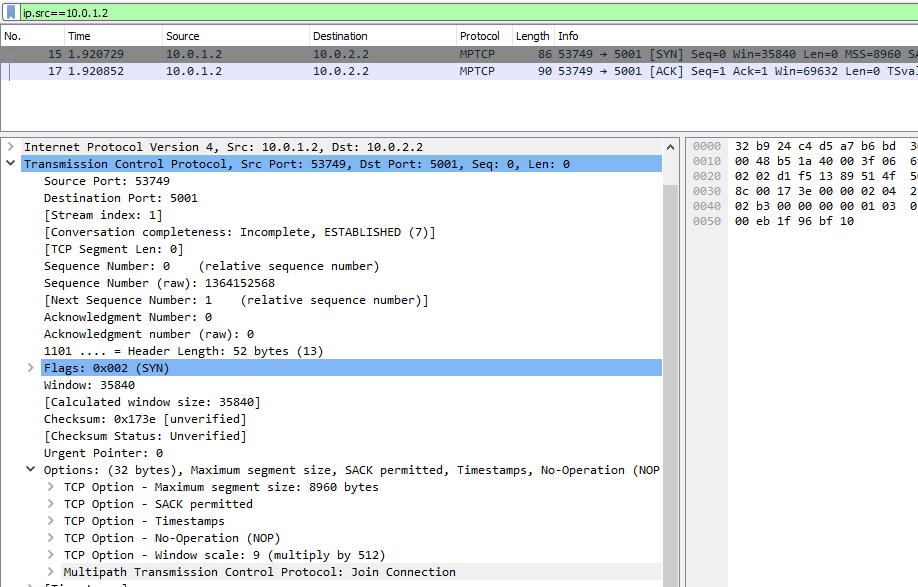 ip.src==10.0.1.2
No. Time Source Destination Protocol Length Info
15 1.920729 10.0.1.2 10.0.2.2 MPTCP 86 53749 → 5001 [SYN] Seq=0 Win=35840 Len=0 MSS=8960
17 1.920852 10.0.1.2 10.0.2.2 MPTCP 90 53749 → 5001 [ACK] Seq=1 Ack=1 Win=69632 Len=0
Internet Protocol Version 4, Src: 10.0.1.2, Dst: 10.0.2.2
Transmission Control Protocol, Src Port: 53749, Dst Port: 5001, Seq: 0, Len: 0
Source Port: 53749
Destination Port: 5001
[Stream index: 1]
[Conversation completeness: Incomplete, ESTABLISHED (7)]
[TCP Segment Len: 0]
Sequence Number: 0 (relative sequence number)
Sequence Number (raw): 1364152568
[Next Sequence Number: 1 (relative sequence number)]
Acknowledgment Number: 0
Acknowledgment number (raw): 0
1101 .... = Header Length: 52 bytes (13)
Flags: 0x002 (SYN)
Window: 35840
[Calculated window size: 35840]
Checksum: 0x173e [unverified]
[Checksum Status: Unverified]
Urgent Pointer: 0
Options: (32 bytes), Maximum segment size, SACK permitted, Timestamps, No-Operation (NOP
TCP Option - Maximum segment size: 8960 bytes
TCP Option - SACK permitted
TCP Option - Timestamps
TCP Option - No-Operation (NOP)
TCP Option - Window scale: 9 (multiply by 512)
Multipath Transmission Control Protocol: Join Connection
0000 32 b9 24 c4 d5 a7 b6 bd
0010 00 48 b5 1a 40 00 3f 06
0020 02 02 d1 f5 13 89 51 4f
0030 8c 00 17 3e 00 00 02 04
0040 02 b3 00 00 00 00 01 03
0050 00 eb 1f 96 bf 10